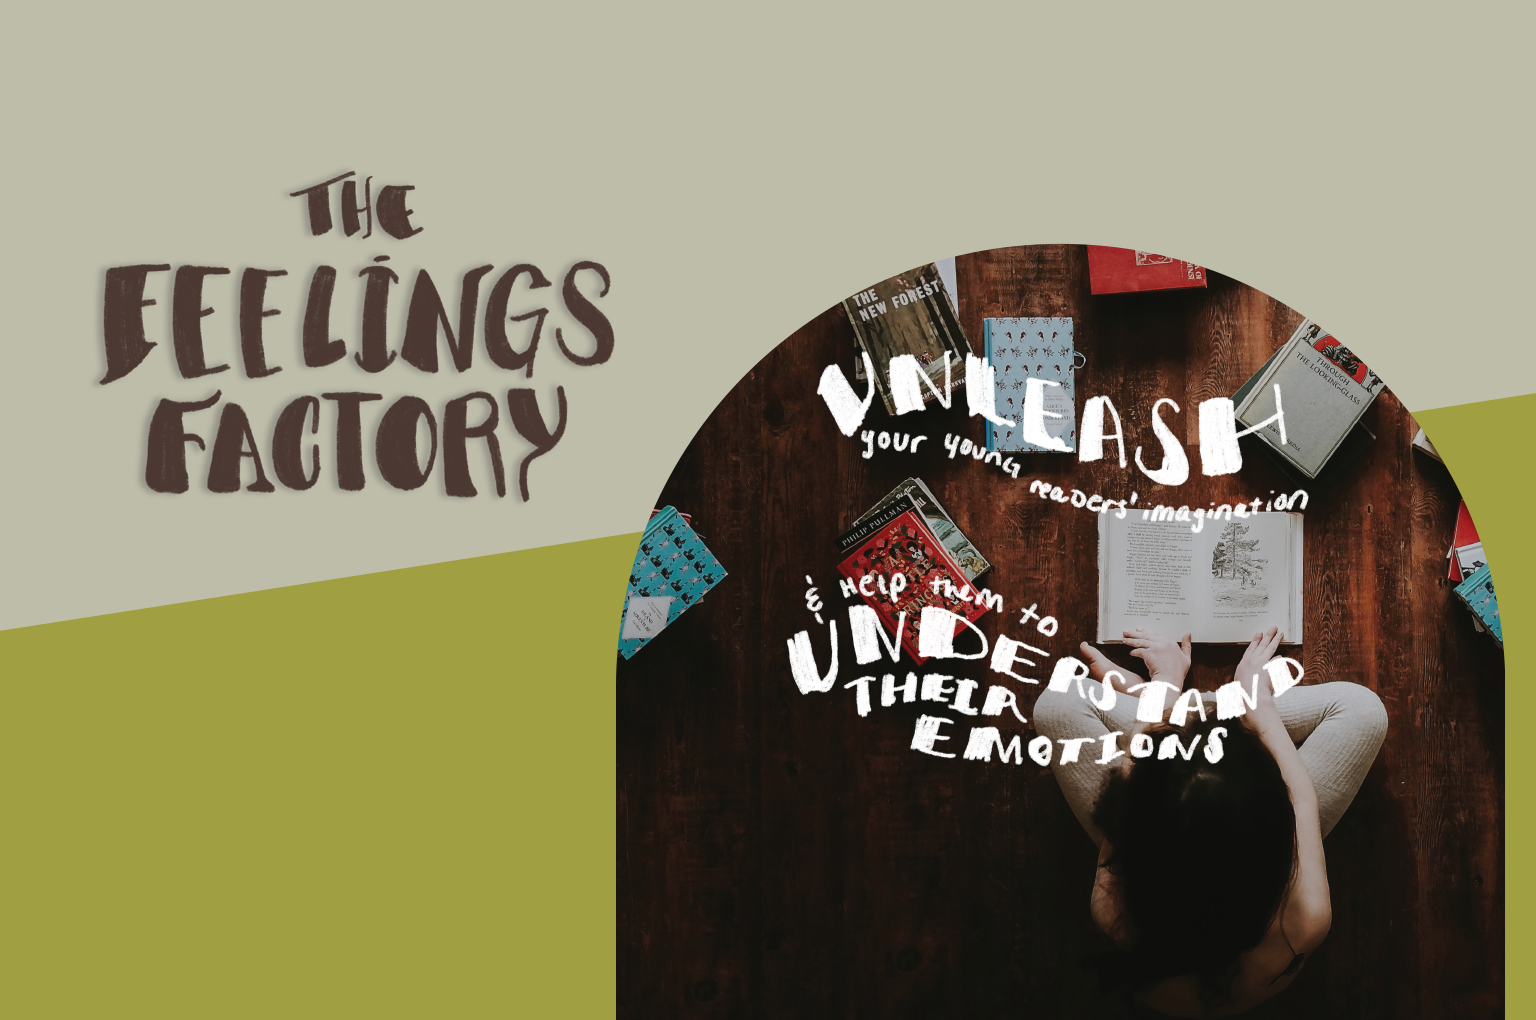 THE
FEELINGS
FACTORY
THE
NEW FOREST
THROUGH
THE LOOKING-GLASS
UNLEASH
your young
readers' imagination
PHILIP PULLMAN
& HELP them to
UNDERSTAND
THEIR
EMOTIONS